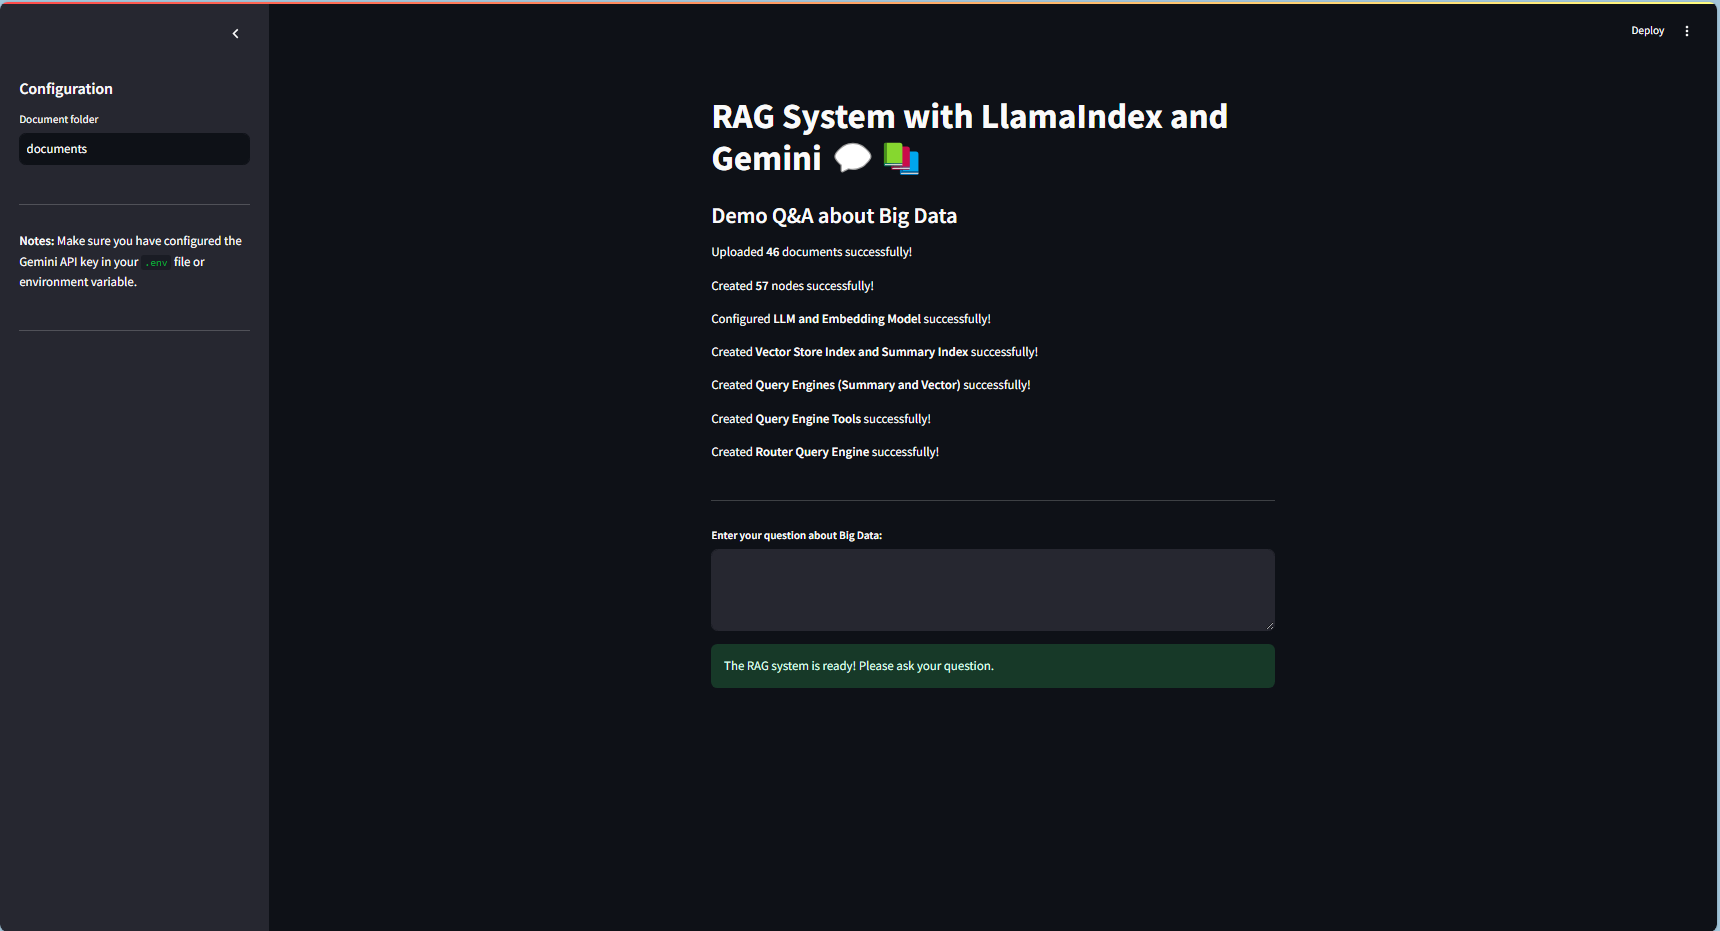 Configuration
Document folder
documents
Notes: Make sure you have configured the
Gemini API key in your .env file or
environment variable.
Deploy
RAG System with LlamaIndex and
Gemini
Demo Q&A about Big Data
Uploaded 46 documents successfully!
Created 57 nodes successfully!
Configured LLM and Embedding Model successfully!
Created Vector Store Index and Summary Index successfully!
Created Query Engines (Summary and Vector) successfully!
Created Query Engine Tools successfully!
Created Router Query Engine successfully!
Enter your question about Big Data:
The RAG system is ready! Please ask your question.